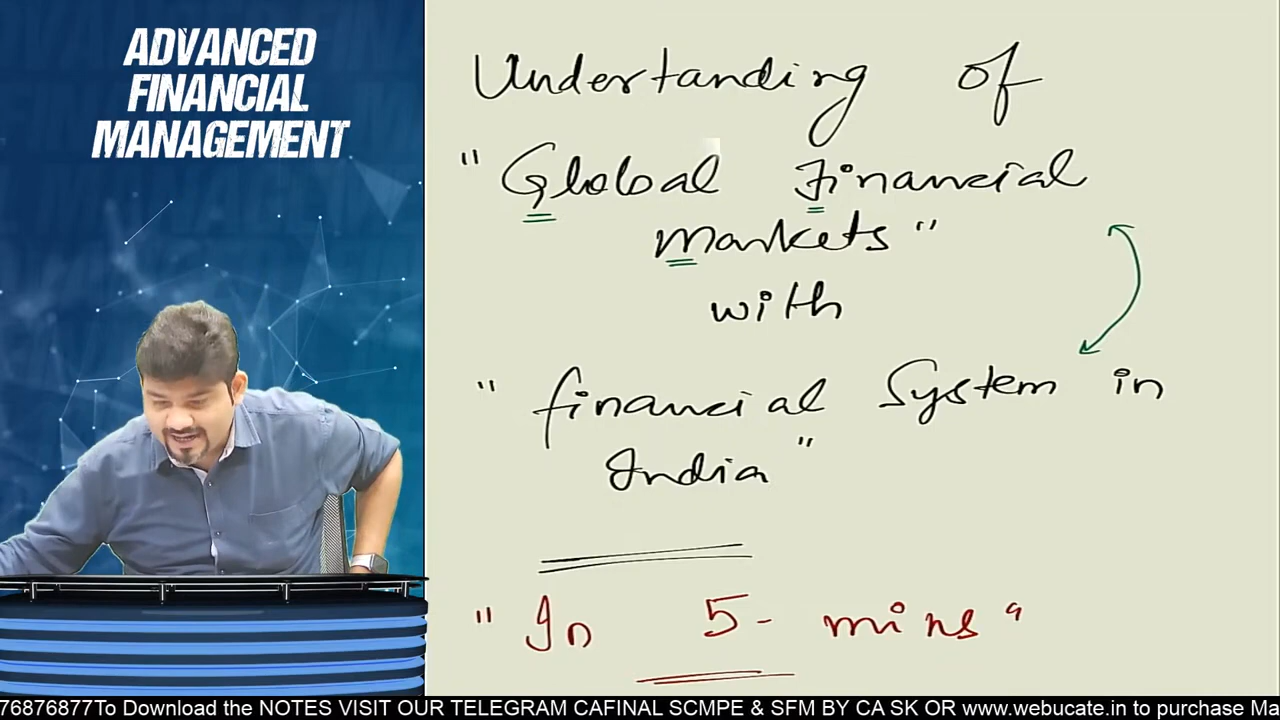 ADVANCED
FINANCIAL
MANAGEMENT
Undertanding of
"Global Financial
Markets"
with
"financial System in
India"
"In 5- mins"
76876877To Download the NOTES VISIT OUR TELEGRAM CAFINAL SCMPE & SFM BY CA SK OR www.webucate.in to purchase Ma